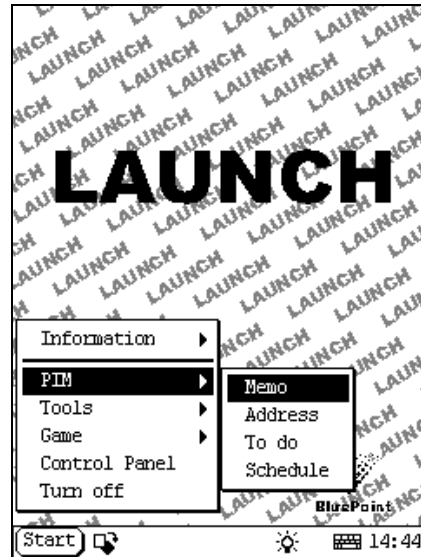 LAUNCH
Information
PIM
Tools
Game
Control Panel
Turn off
Memo
Address
To do
Schedule
BluePoint
Start
14:44